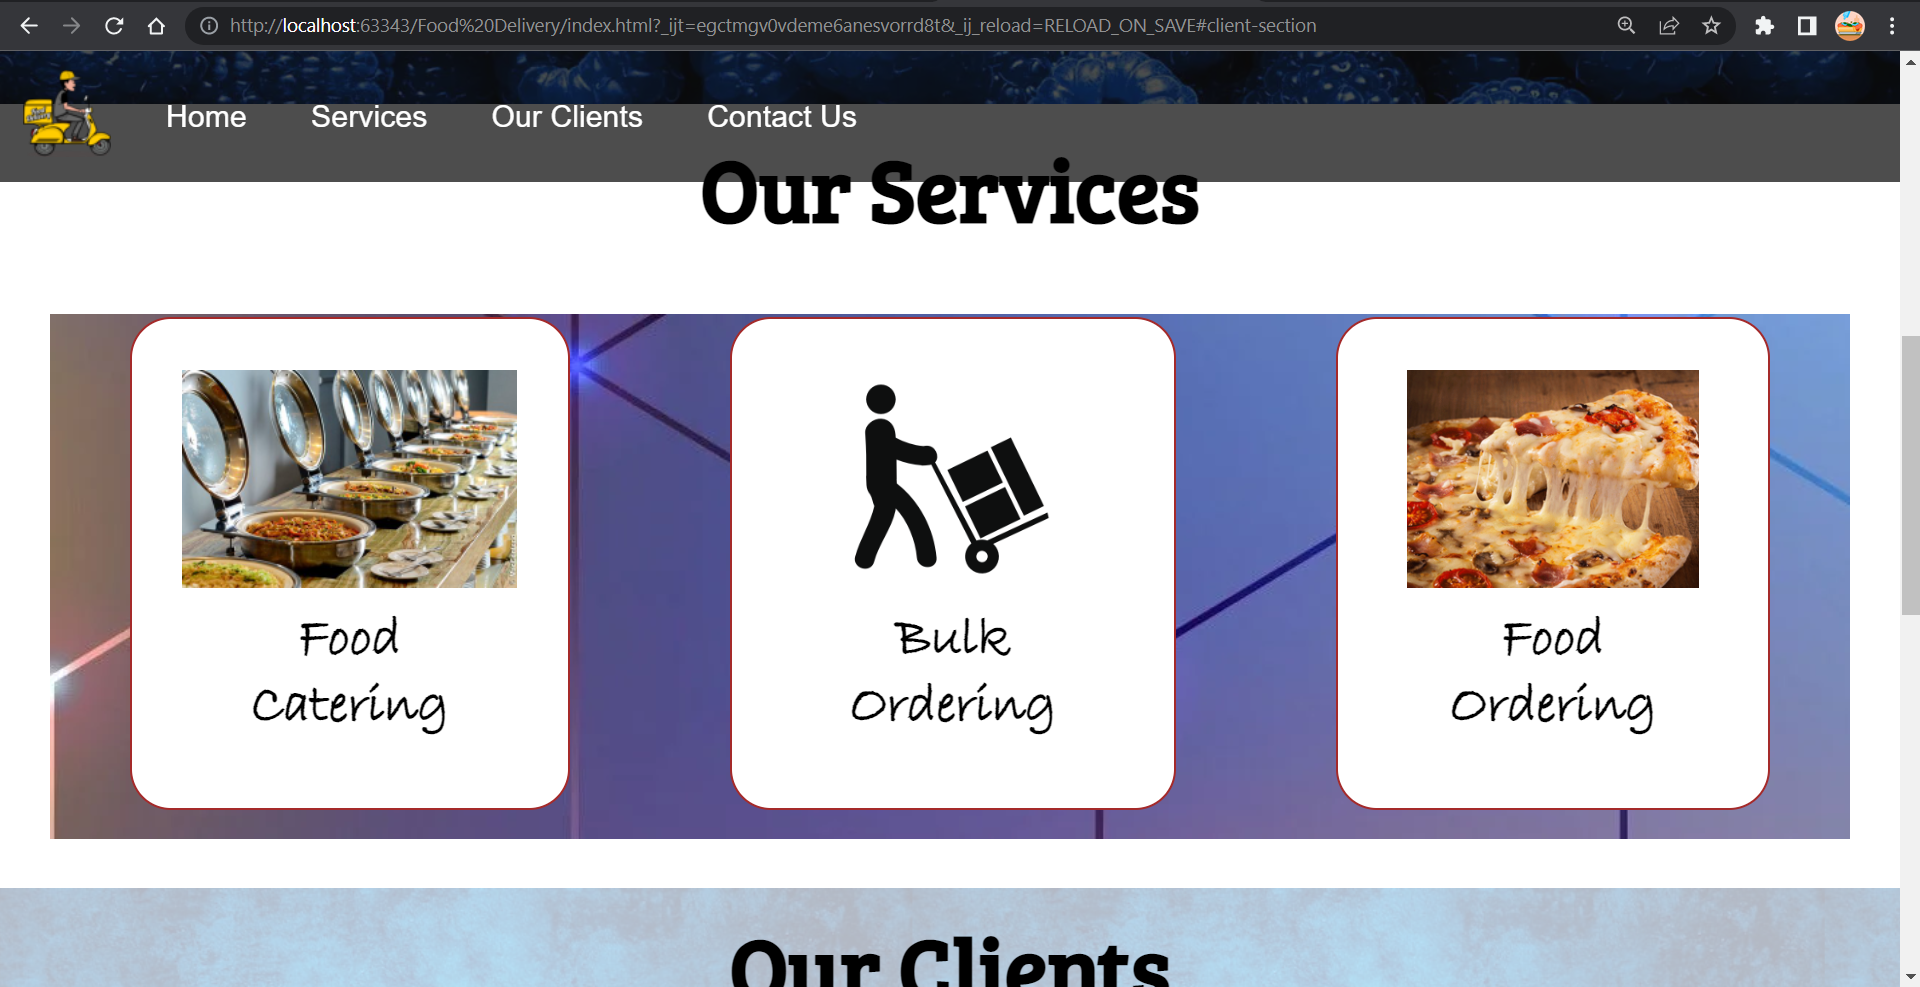 http://localhost:63343/Food%20Delivery/index.html?_ijt=egctmgv0vdeme6anesvorrd8t&_ij_reload=RELOAD_ON_SAVE#client-section
Home Services Our Clients Contact Us
Our Services
Food
Catering
Bulk
Ordering
Food
Ordering
Our Clients